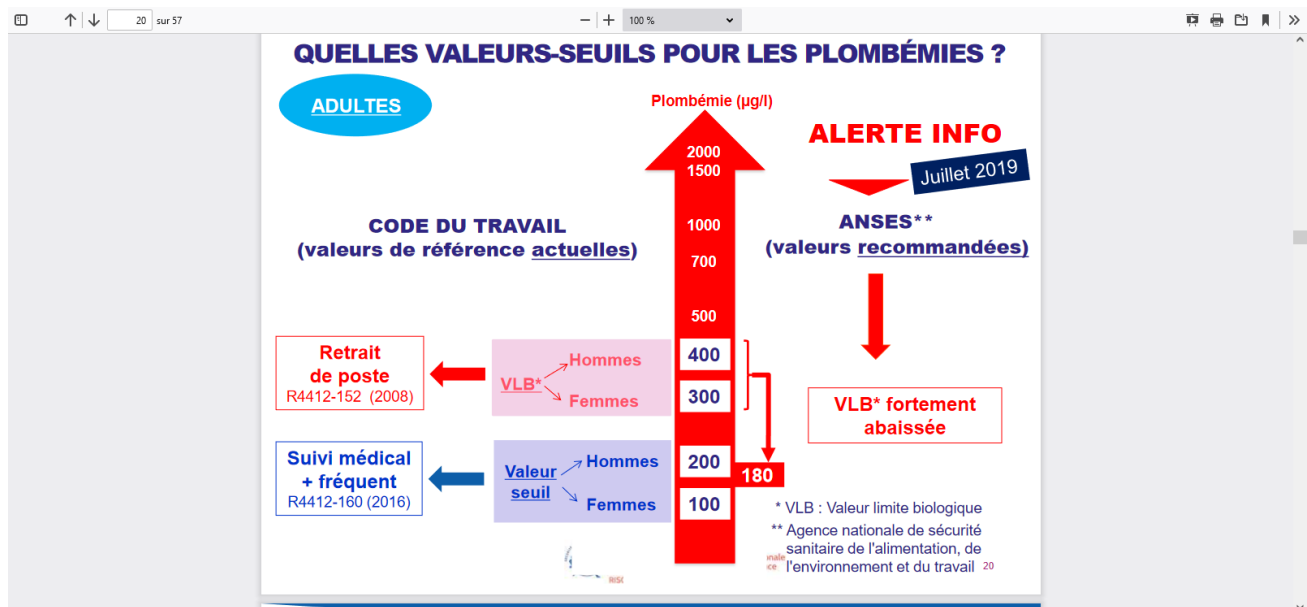 20 sur 57
100 %
QUELLES VALEURS-SEUILS POUR LES PLOMBÉMIES ?
ADULTES
Plombémie (µg/l)
2000
1500
1000
700
500
400
300
200
100
180
ALERTE INFO
Juillet 2019
CODE DU TRAVAIL
(valeurs de référence actuelles)
ANSES**
(valeurs recommandées)
Retrait
de poste
R4412-152 (2008)
VLB*
Hommes
Femmes
VLB* fortement
abaissée
Suivi médical
+ fréquent
R4412-160 (2016)
Valeur
seuil
Hommes
Femmes
* VLB : Valeur limite biologique
** Agence nationale de sécurité
sanitaire de l'alimentation, de
l'environnement et du travail
20